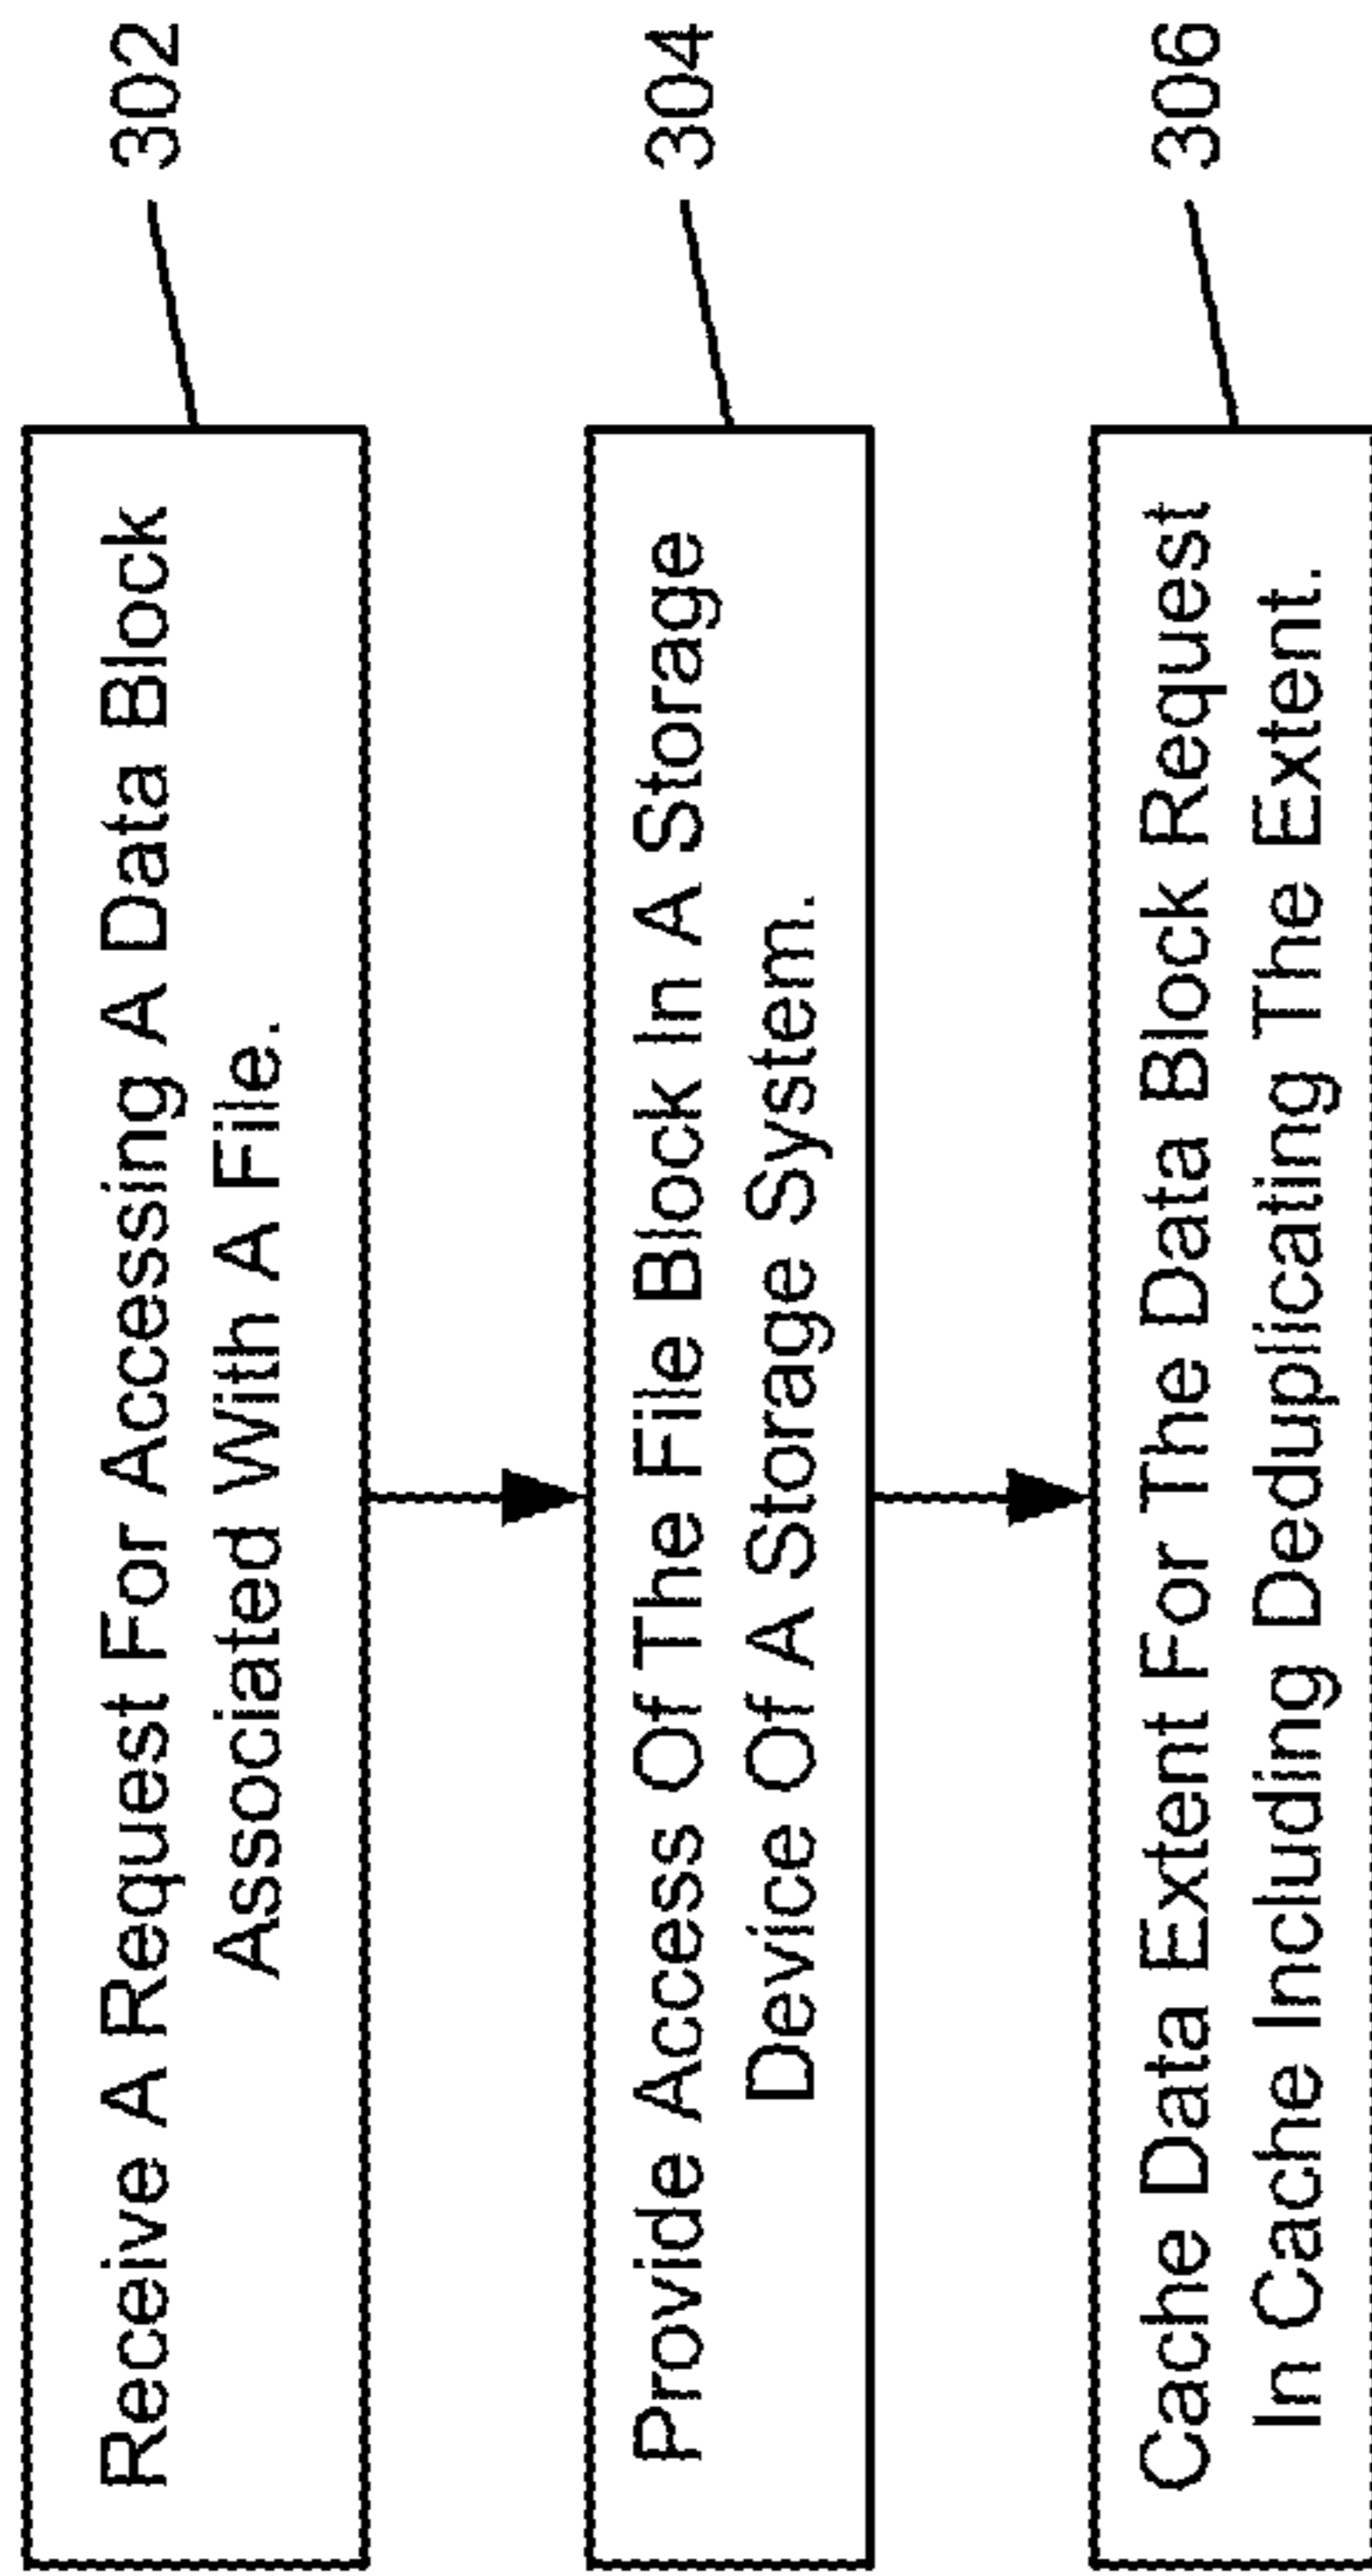 Receive A Request For Accessing A Data Block
Associated With A File.
302
Provide Access Of The File Block In A Storage
Device Of A Storage System.
304
Cache Data Extent For The Data Block Request
In Cache Including Deduplicating The Extent.
306